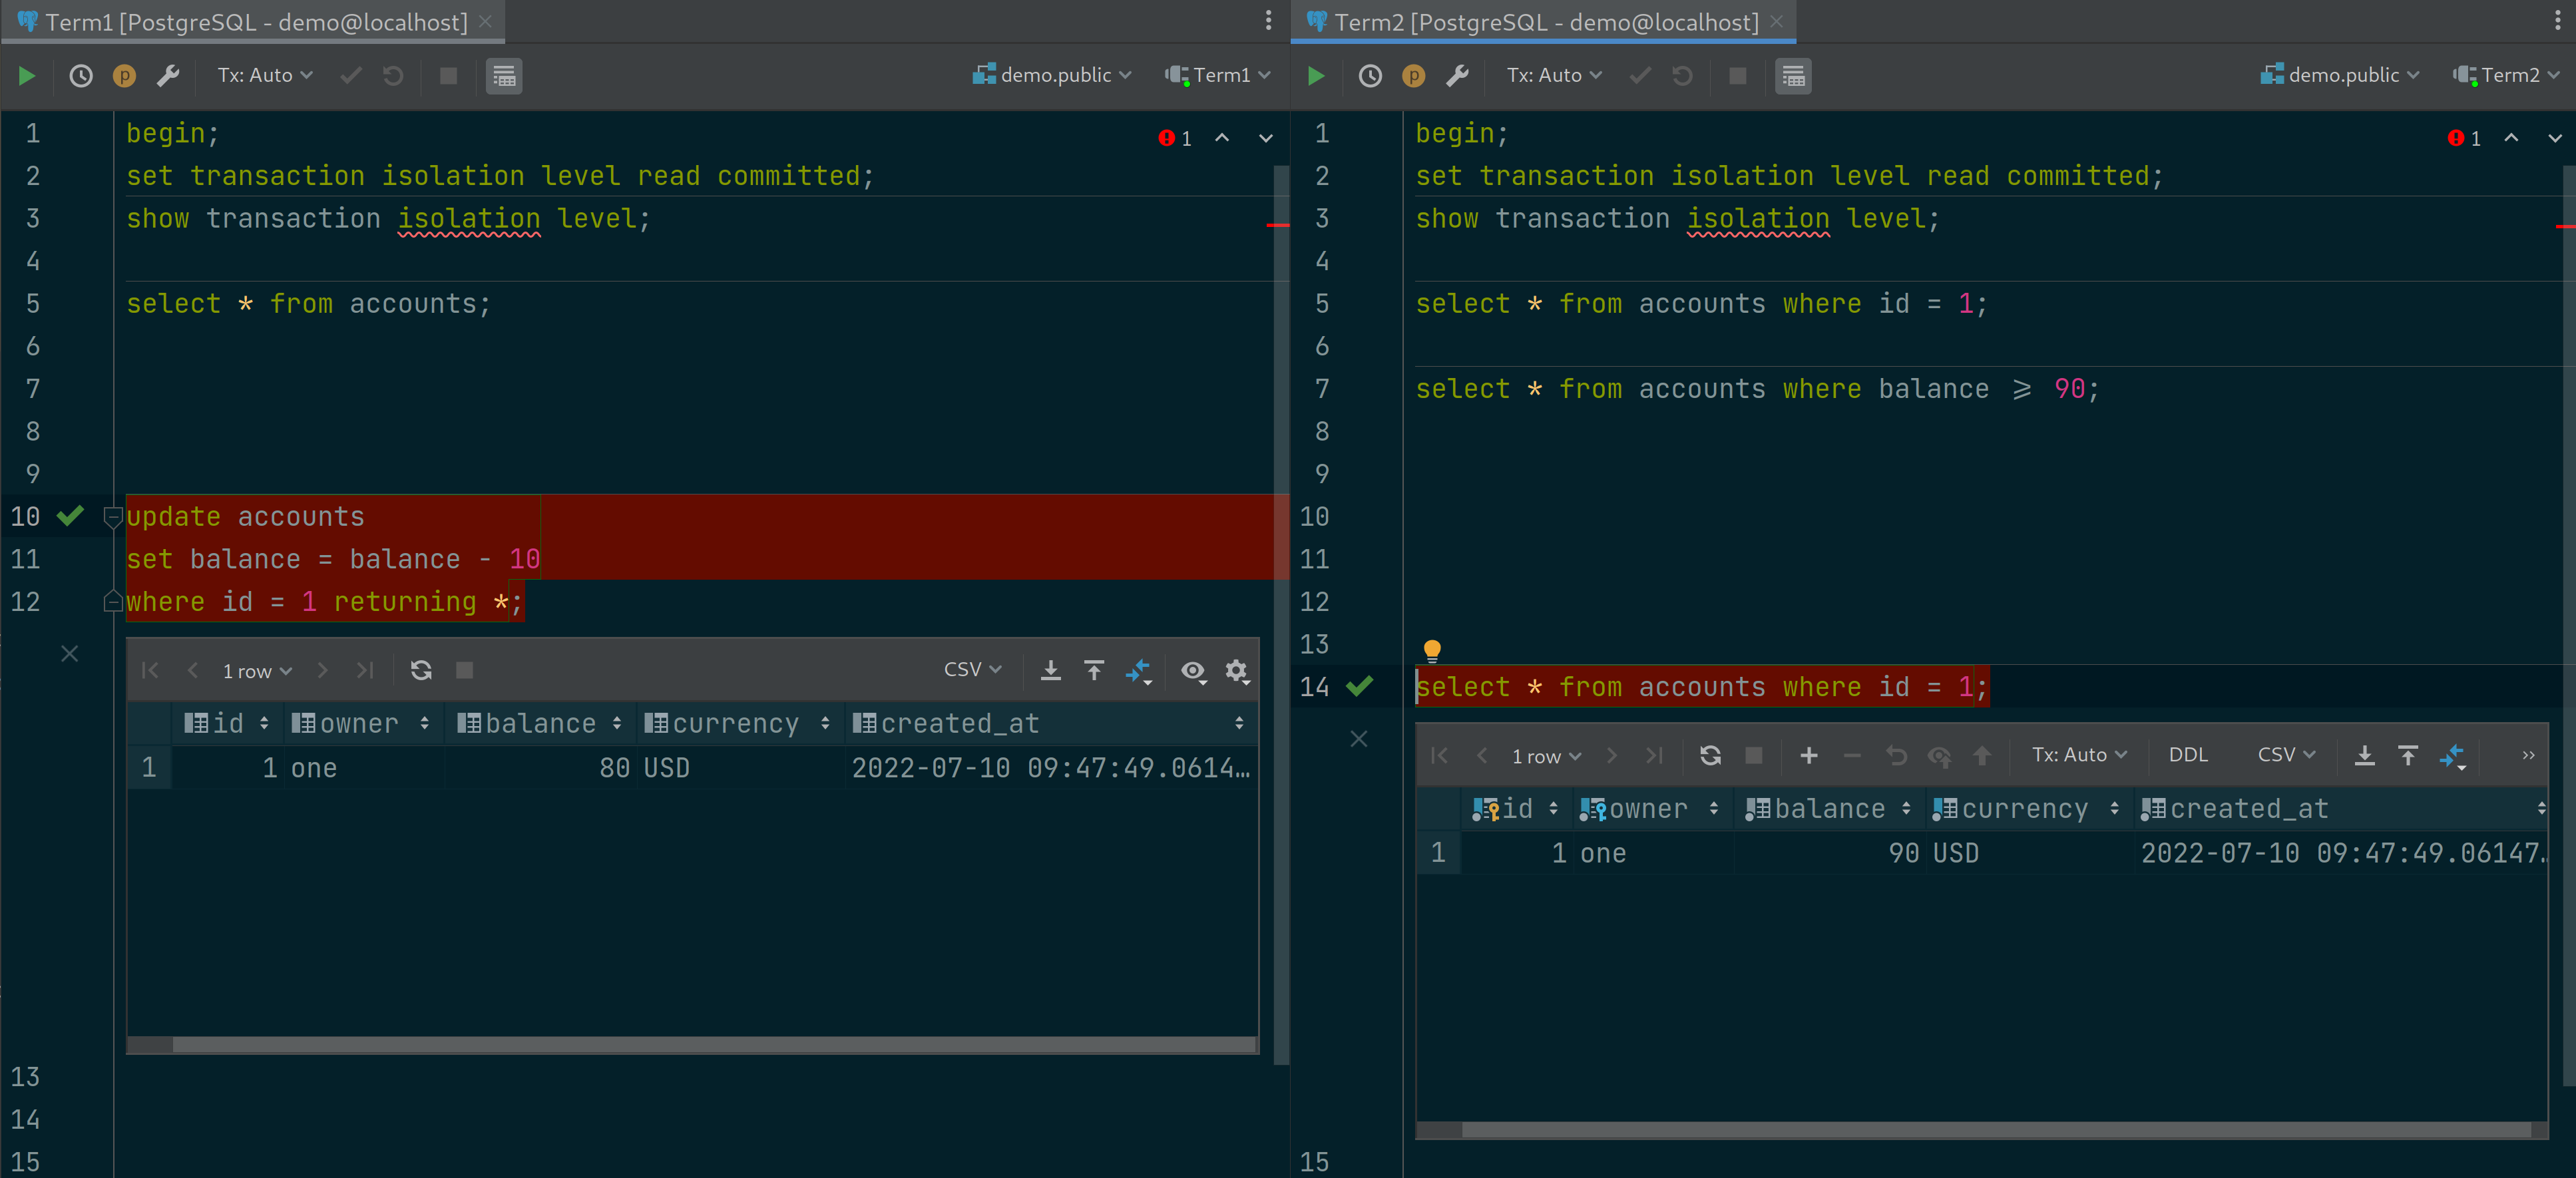 Term1 [PostgreSQL - demo@localhost]
Tx: Auto
demo.public
Term1
1 begin;
1
2 set transaction isolation level read committed;
3 show transaction isolation level;
4
5 select * from accounts;
6
7
8
9
10 update accounts
11 set balance = balance - 10
12 where id = 1 returning *;
1 row
CSV
id owner balance currency created_at
1 1 one 80 USD 2022-07-10 09:47:49.0614…
13
14
15
Term2 [PostgreSQL - demo@localhost]
Tx: Auto
demo.public
Term2
1 begin;
1
2 set transaction isolation level read committed;
3 show transaction isolation level;
4
5 select * from accounts where id = 1;
6
7 select * from accounts where balance ⩾ 90;
8
9
10
11
12
13
14 select * from accounts where id = 1;
1 row
Tx: Auto
DDL
CSV
id owner balance currency created_at
1 1 one 90 USD 2022-07-10 09:47:49.06147…
15